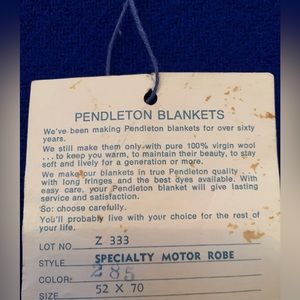 PENDLETON BLANKETS
We've been making Pendleton blankets for over sixty
years.
We still make them only with pure 100% virgin wool
. . . to keep you warm, to maintain their beauty, to stay
soft and lively for a generation or more.
We make our blankets in true Pendleton quality . . .
with long fringes and the best dyes available. With
easy care, your Pendleton blanket will give lasting
service and satisfaction.
So: choose carefully.
You'll probably live with your choice for the rest of
your life.
LOT NO. Z 333
STYLE SPECIALTY MOTOR ROBE
COLOR 285
SIZE 52 X 70